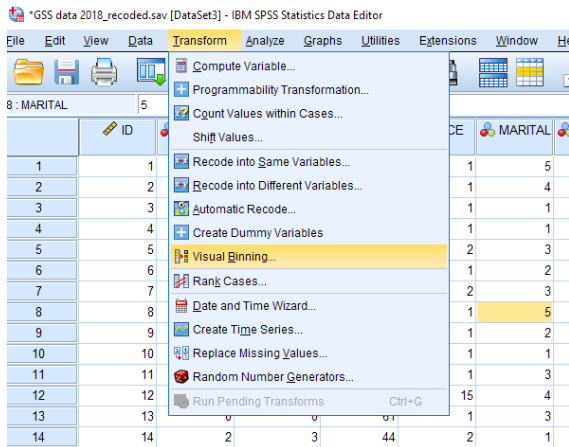 *GSS data 2018_recoded.sav [DataSet3] - IBM SPSS Statistics Data Editor
File Edit View Data Transform Analyze Graphs Utilities Extensions Window He
8 : MARITAL 5
ID CE MARITAL
Compute Variable...
Programmability Transformation...
Count Values within Cases...
Shift Values...
Recode into Same Variables...
Recode into Different Variables...
Automatic Recode...
Create Dummy Variables
Visual Binning...
Rank Cases...
Date and Time Wizard...
Create Time Series...
Replace Missing Values...
Random Number Generators...
Run Pending Transforms Ctrl+G
1 1 1 5
2 2 1 4
3 3 1 1
4 4 1 1
5 5 2 3
6 6 1 2
7 7 2 3
8 8 1 5
9 9 1 2
10 10 1 1
11 11 1 3
12 12 15 4
13 13 0 0 61 1 3
14 14 2 3 44 2 1